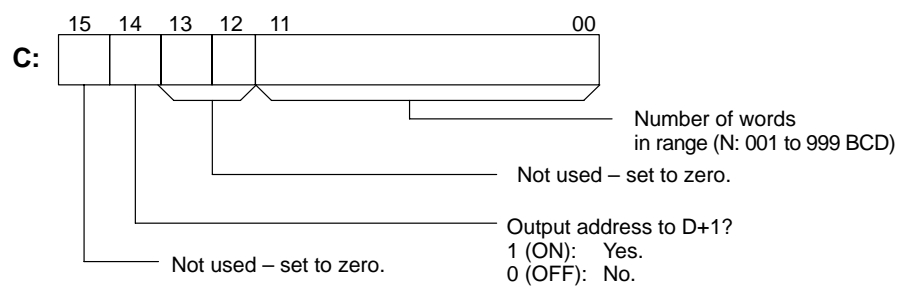 15 14 13 12 11 00
C:
Number of words
in range (N: 001 to 999 BCD)
Not used – set to zero.
Output address to D+1?
1 (ON): Yes.
0 (OFF): No.
Not used – set to zero.